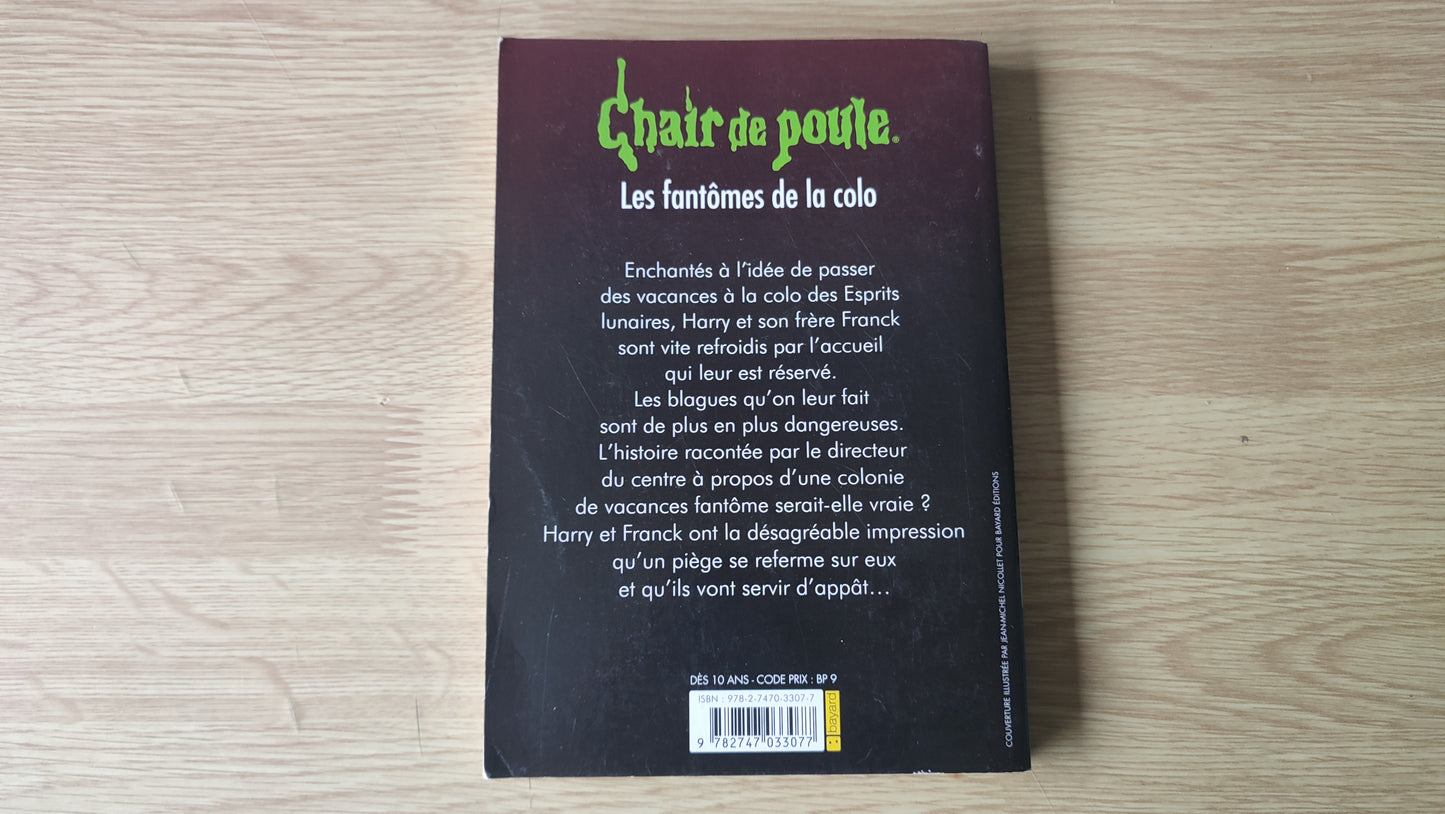 Chair de poule®
Les fantômes de la colo
Enchantés à l'idée de passer
des vacances à la colo des Esprits
lunaires, Harry et son frère Franck
sont vite refroidis par l'accueil
qui leur est réservé.
Les blagues qu'on leur fait
sont de plus en plus dangereuses.
L'histoire racontée par le directeur
du centre à propos d'une colonie
de vacances fantôme serait-elle vraie ?
Harry et Franck ont la désagréable impression
qu'un piège se referme sur eux
et qu'ils vont servir d'appât…
DÈS 10 ANS - CODE PRIX : BP 9
ISBN : 978-2-7470-3307-7
9 782747 033077
bayard
COUVERTURE ILLUSTRÉE PAR JEAN-MICHEL NICOLLET POUR BAYARD ÉDITIONS